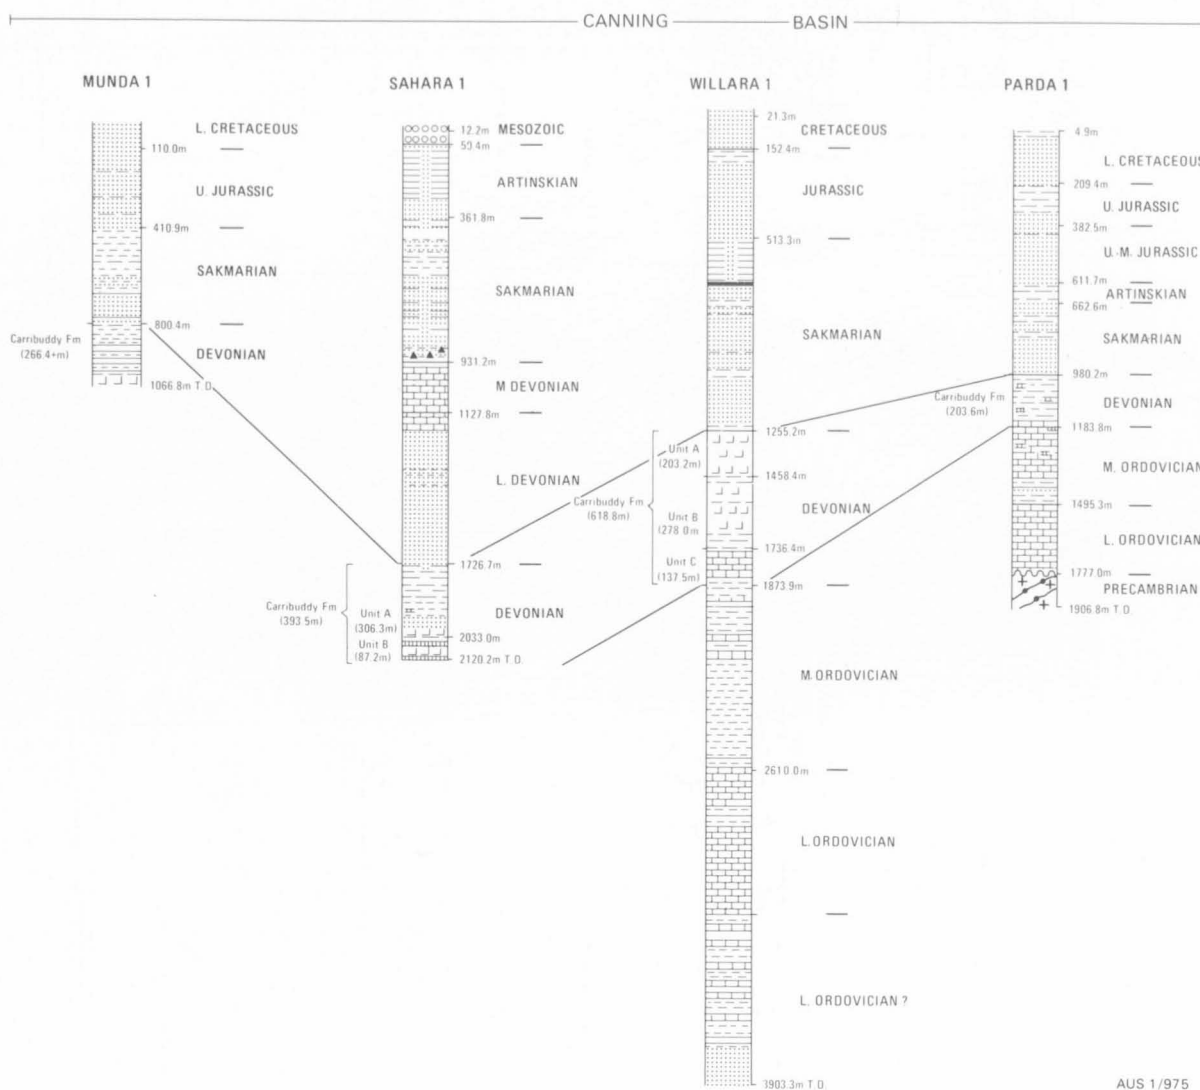 CANNING BASIN
MUNDA 1
L. CRETACEOUS
110.0m
U. JURASSIC
410.9m
SAKMARIAN
800.4m
Carribuddy Fm
(266.4+m)
DEVONIAN
1066.8m T.D.
SAHARA 1
12.2m
MESOZOIC
59.4m
ARTINSKIAN
361.8m
SAKMARIAN
931.2m
M DEVONIAN
1127.8m
L. DEVONIAN
1726.7m
Carribuddy Fm
(393.5m)
Unit A
(306.3m)
DEVONIAN
2033.0m
Unit B
(87.2m)
2120.2m T.D.
WILLARA 1
21.3m
CRETACEOUS
152.4m
JURASSIC
513.3m
SAKMARIAN
1255.2m
Unit A
(203.2m)
1458.4m
Carribuddy Fm
(618.8m)
DEVONIAN
Unit B
(278.0m
1736.4m
Unit C
(137.5m)
1873.9m
M. ORDOVICIAN
2610.0m
L. ORDOVICIAN
L. ORDOVICIAN ?
3903.3m T.D.
PARDA 1
4.9m
L. CRETACEOUS
209.4m
U. JURASSIC
382.5m
U.-M. JURASSIC
611.7m
ARTINSKIAN
662.6m
SAKMARIAN
980.2m
Carribuddy Fm
(203.6m)
DEVONIAN
1183.8m
M. ORDOVICIAN
1495.3m
L. ORDOVICIAN
1777.0m
PRECAMBRIAN
1906.8m T.D.
AUS 1/975